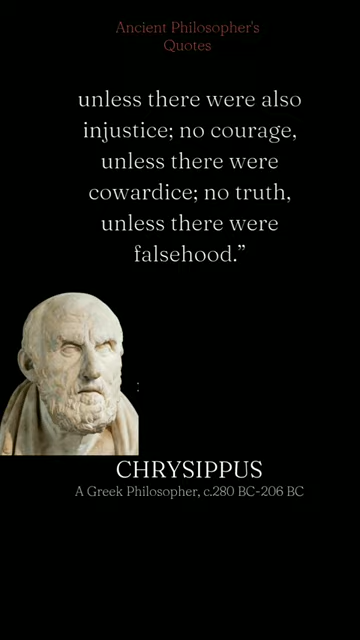 Ancient Philosopher's
Quotes
unless there were also
injustice; no courage,
unless there were
cowardice; no truth,
unless there were
falsehood.”
:
CHRYSIPPUS
A Greek Philosopher, c.280 BC-206 BC